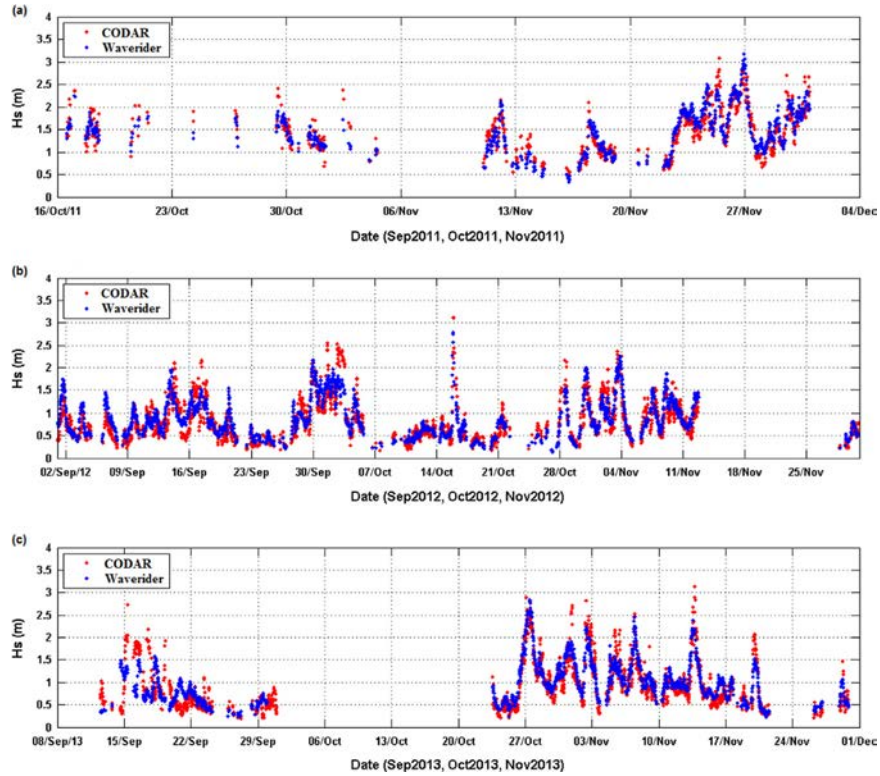 (a)
4
3.5
3
2.5
2
1.5
1
0.5
0
Hs (m)
CODAR
Waverider
16/Oct/11 23/Oct 30/Oct 06/Nov 13/Nov 20/Nov 27/Nov 04/Dec
Date (Sep2011, Oct2011, Nov2011)
(b)
4
3.5
3
2.5
2
1.5
1
0.5
0
Hs (m)
CODAR
Waverider
02/Sep/12 09/Sep 16/Sep 23/Sep 30/Sep 07/Oct 14/Oct 21/Oct 28/Oct 04/Nov 11/Nov 18/Nov 25/Nov
Date (Sep2012, Oct2012, Nov2012)
(c)
4
3.5
3
2.5
2
1.5
1
0.5
0
Hs (m)
CODAR
Waverider
08/Sep/13 15/Sep 22/Sep 29/Sep 06/Oct 13/Oct 20/Oct 27/Oct 03/Nov 10/Nov 17/Nov 24/Nov 01/Dec
Date (Sep2013, Oct2013, Nov2013)